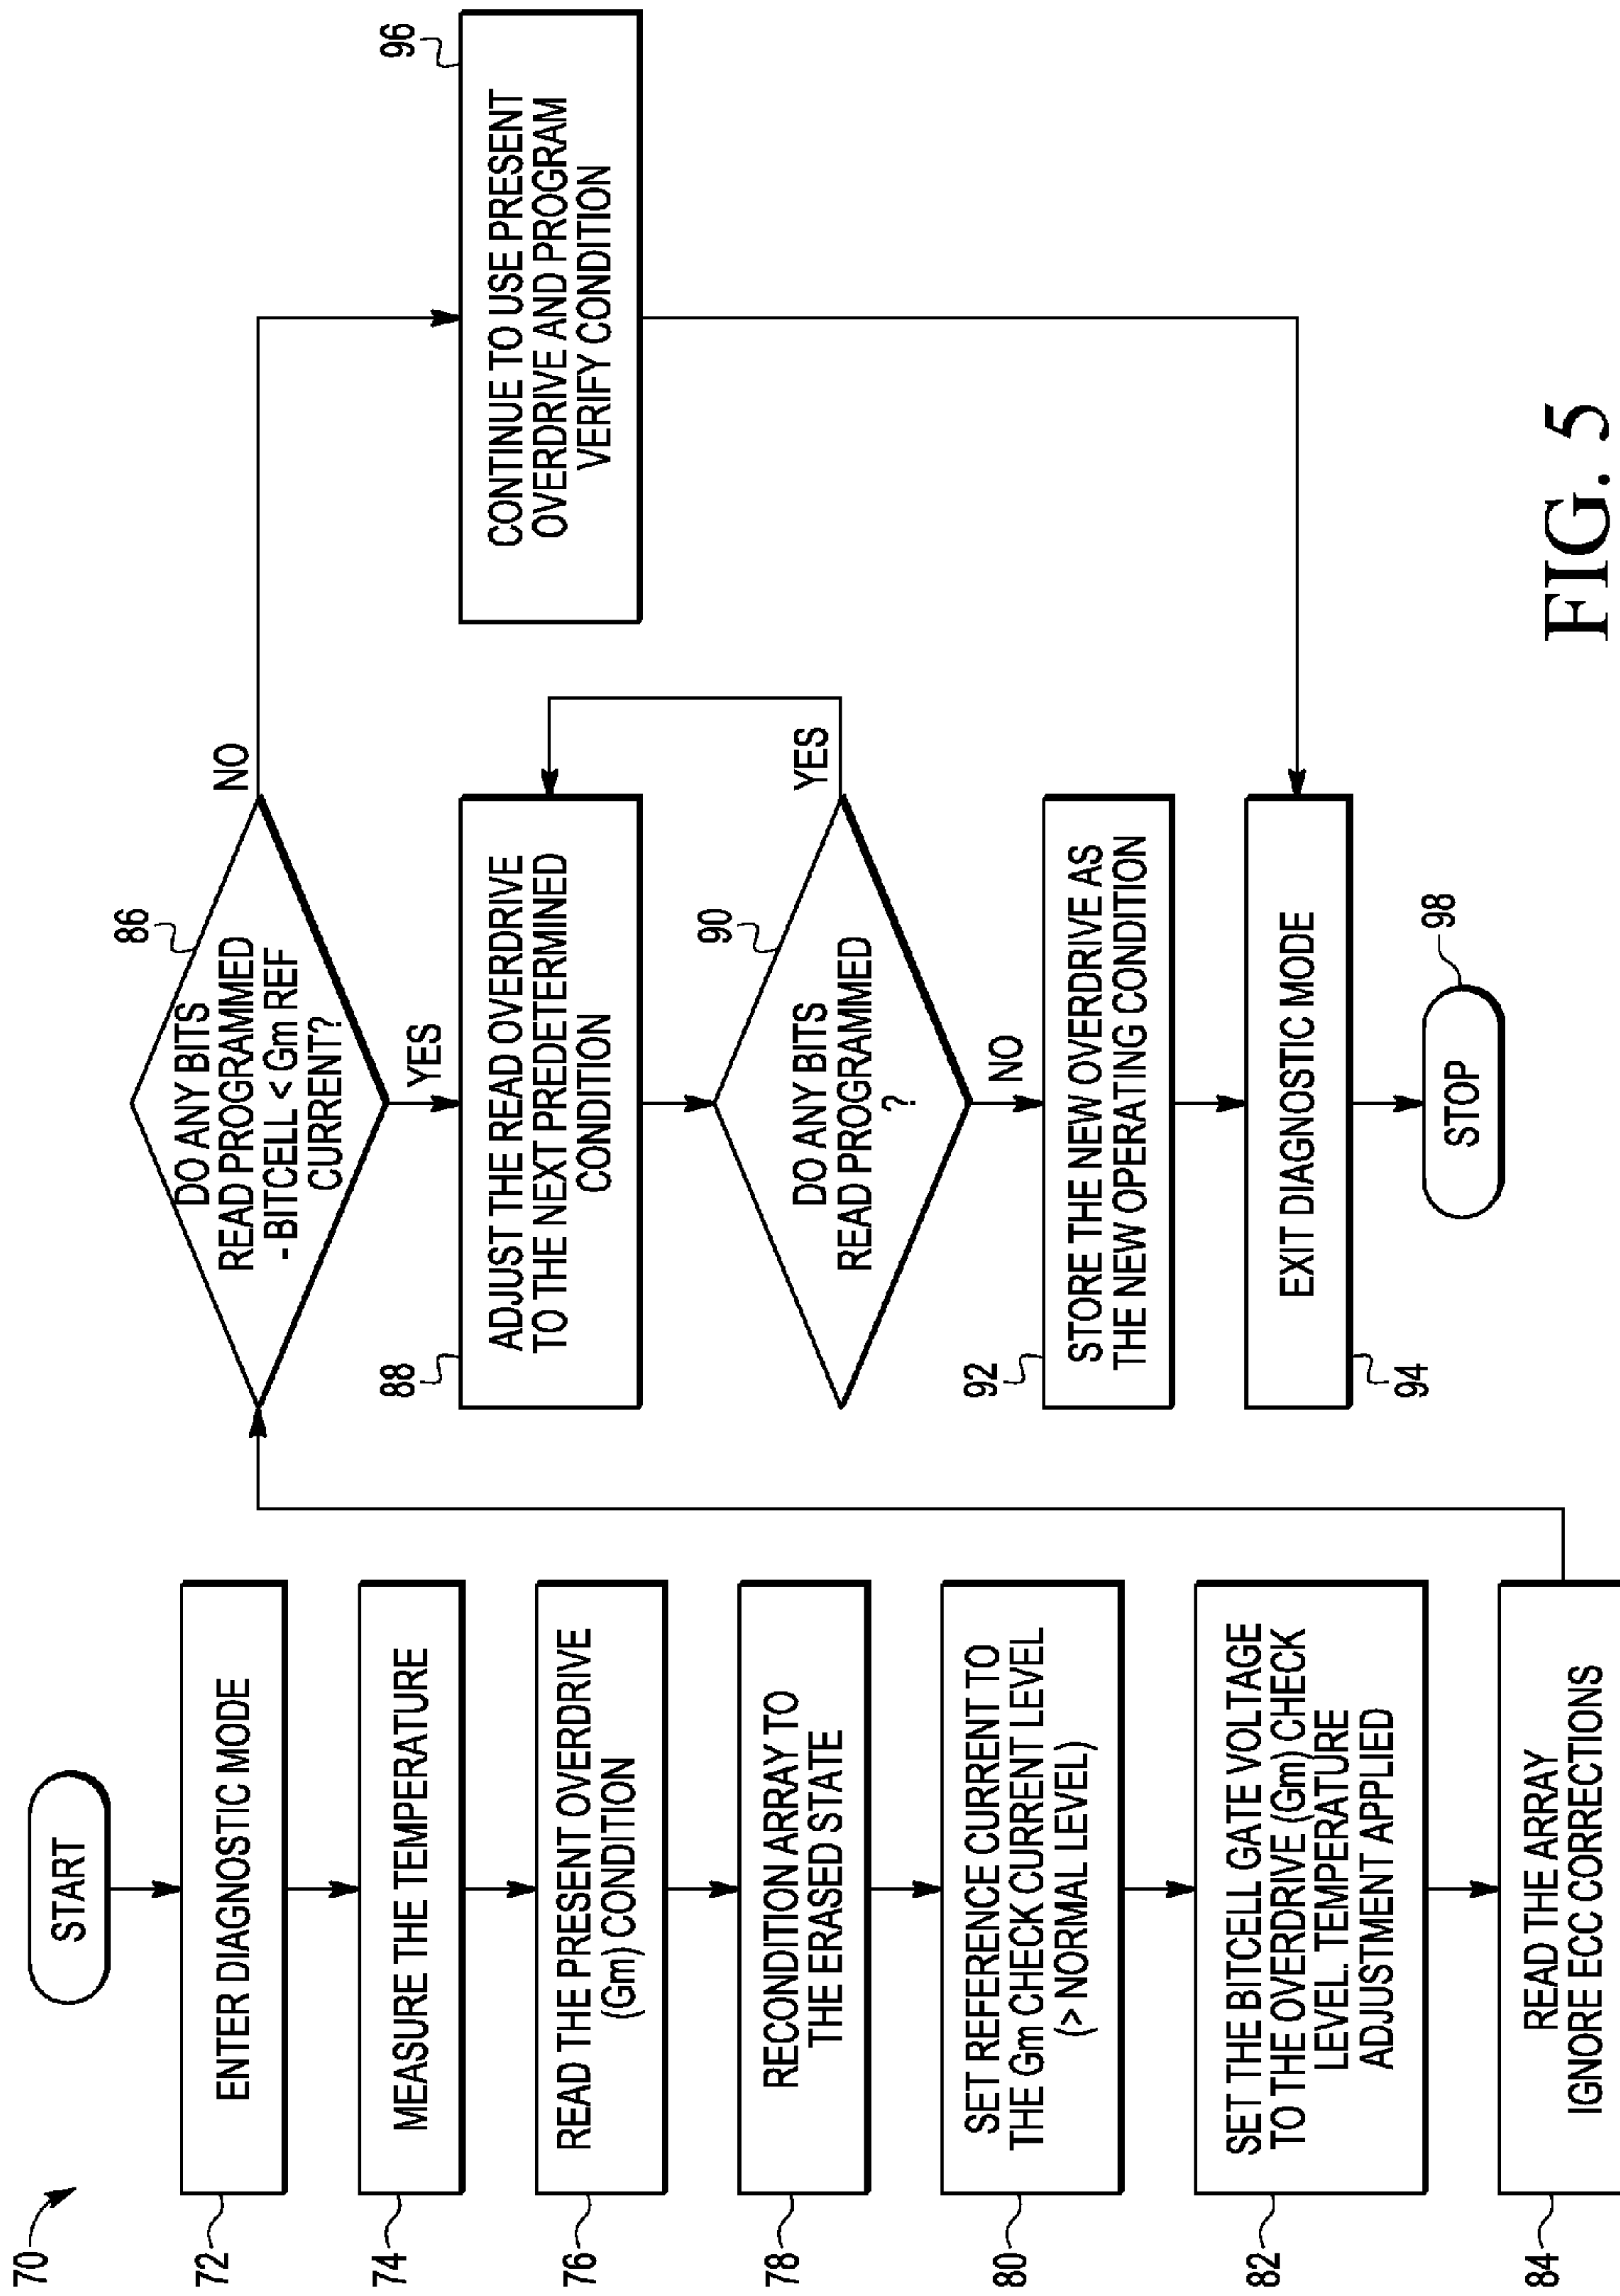 70
START
72
ENTER DIAGNOSTIC MODE
74
MEASURE THE TEMPERATURE
76
READ THE PRESENT OVERDRIVE
(Gm) CONDITION
78
RECONDITION ARRAY TO
THE ERASED STATE
80
SET REFERENCE CURRENT TO
THE Gm CHECK CURRENT LEVEL
(> NORMAL LEVEL)
82
SET THE BITCELL GATE VOLTAGE
TO THE OVERDRIVE (Gm) CHECK
LEVEL. TEMPERATURE
ADJUSTMENT APPLIED
84
READ THE ARRAY
IGNORE ECC CORRECTIONS
86
DO ANY BITS
READ PROGRAMMED
- BITCELL < Gm REF
CURRENT?
NO
YES
88
ADJUST THE READ OVERDRIVE
TO THE NEXT PREDETERMINED
CONDITION
90
DO ANY BITS
READ PROGRAMMED
?
YES
NO
92
STORE THE NEW OVERDRIVE AS
THE NEW OPERATING CONDITION
94
EXIT DIAGNOSTIC MODE
98
STOP
96
CONTINUE TO USE PRESENT
OVERDRIVE AND PROGRAM
VERIFY CONDITION
FIG. 5